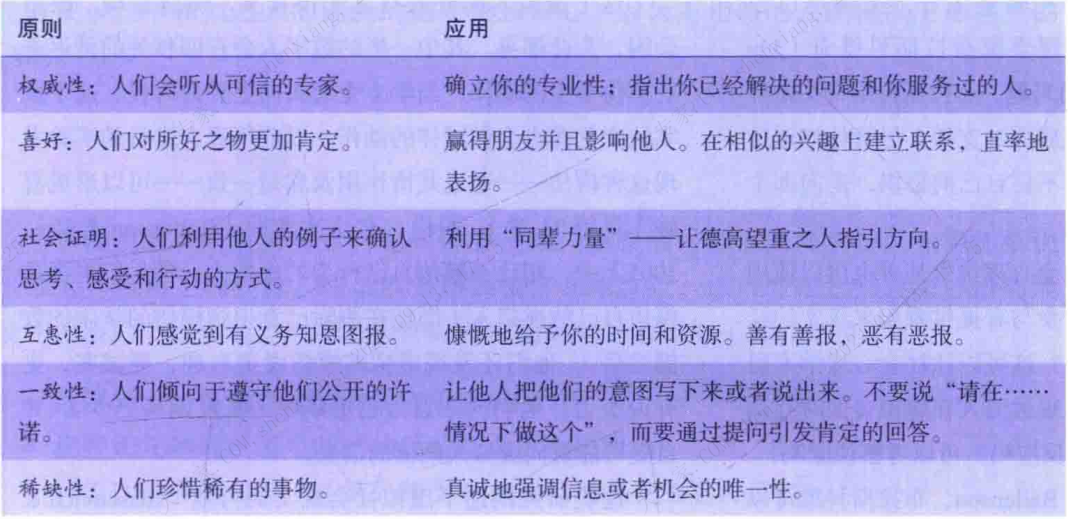 原则 应用
权威性：人们会听从可信的专家。 确立你的专业性；指出你已经解决的问题和你服务过的人。
喜好：人们对所好之物更加肯定。 赢得朋友并且影响他人。在相似的兴趣上建立联系，直率地
表扬。
社会证明：人们利用他人的例子来确认 利用“同辈力量”——让德高望重之人指引方向。
思考、感受和行动的方式。
互惠性：人们感觉到有义务知恩图报。 慷慨地给予你的时间和资源。善有善报，恶有恶报。
一致性：人们倾向于遵守他们公开的许 让他人把他们的意图写下来或者说出来。不要说“请在……
诺。 情况下做这个”，而要通过提问引发肯定的回答。
稀缺性：人们珍惜稀有的事物。 真诚地强调信息或者机会的唯一性。